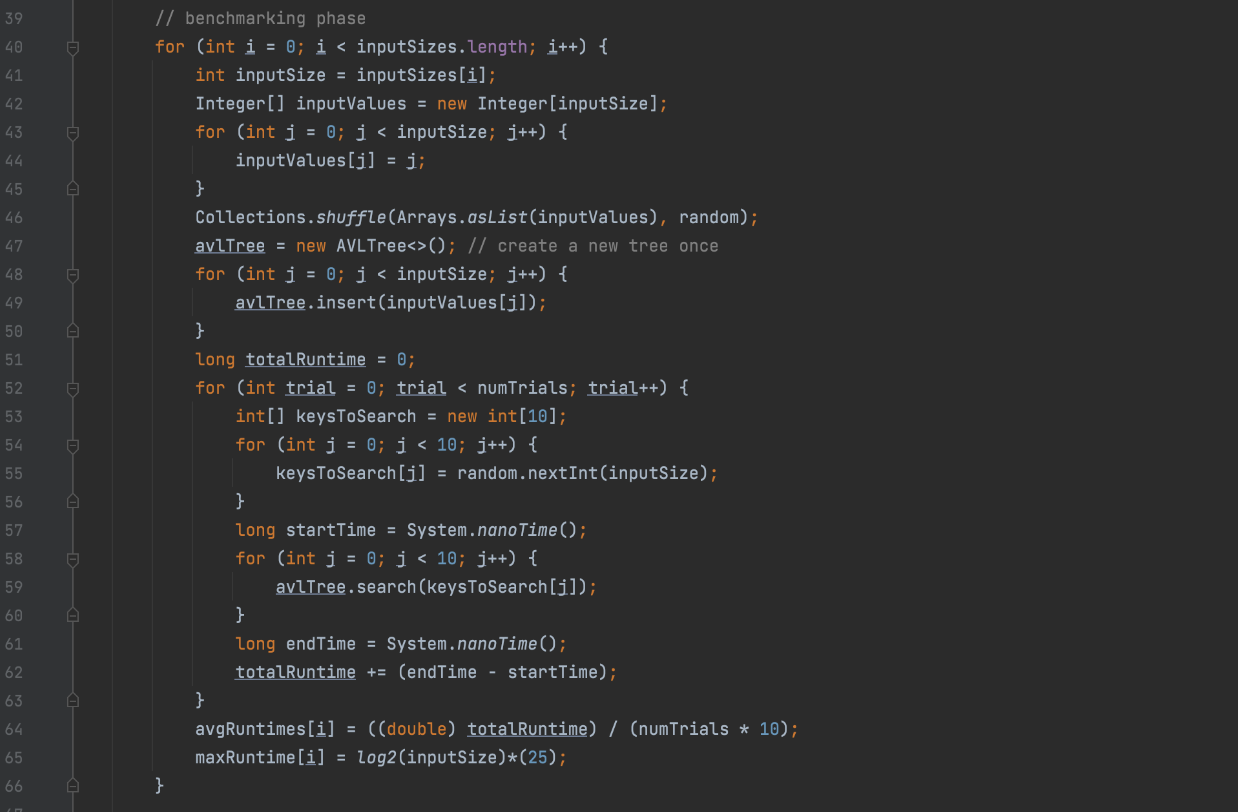 39 // benchmarking phase
40 for (int i = 0; i < inputSizes.length; i++) {
41 int inputSize = inputSizes[i];
42 Integer[] inputValues = new Integer[inputSize];
43 for (int j = 0; j < inputSize; j++) {
44 inputValues[j] = j;
45 }
46 Collections.shuffle(Arrays.asList(inputValues), random);
47 avlTree = new AVLTree<>(); // create a new tree once
48 for (int j = 0; j < inputSize; j++) {
49 avlTree.insert(inputValues[j]);
50 }
51 long totalRuntime = 0;
52 for (int trial = 0; trial < numTrials; trial++) {
53 int[] keysToSearch = new int[10];
54 for (int j = 0; j < 10; j++) {
55 keysToSearch[j] = random.nextInt(inputSize);
56 }
57 long startTime = System.nanoTime();
58 for (int j = 0; j < 10; j++) {
59 avlTree.search(keysToSearch[j]);
60 }
61 long endTime = System.nanoTime();
62 totalRuntime += (endTime - startTime);
63 }
64 avgRuntimes[i] = ((double) totalRuntime) / (numTrials * 10);
65 maxRuntime[i] = log2(inputSize)*(25);
66 }